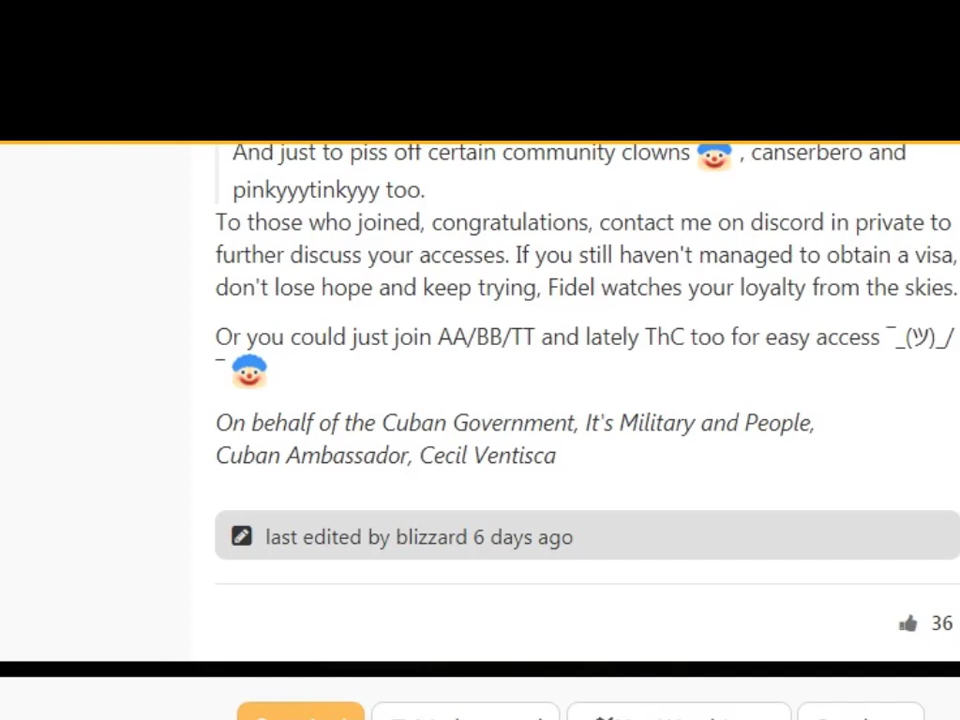 And just to piss off certain community clowns 🤡 , canserbero and
pinkyyytinkyyy too.
To those who joined, congratulations, contact me on discord in private to
further discuss your accesses. If you still haven't managed to obtain a visa,
don't lose hope and keep trying, Fidel watches your loyalty from the skies.
Or you could just join AA/BB/TT and lately ThC too for easy access ¯_(ツ)_/
¯ 🤡
On behalf of the Cuban Government, It's Military and People,
Cuban Ambassador, Cecil Ventisca
last edited by blizzard 6 days ago
36